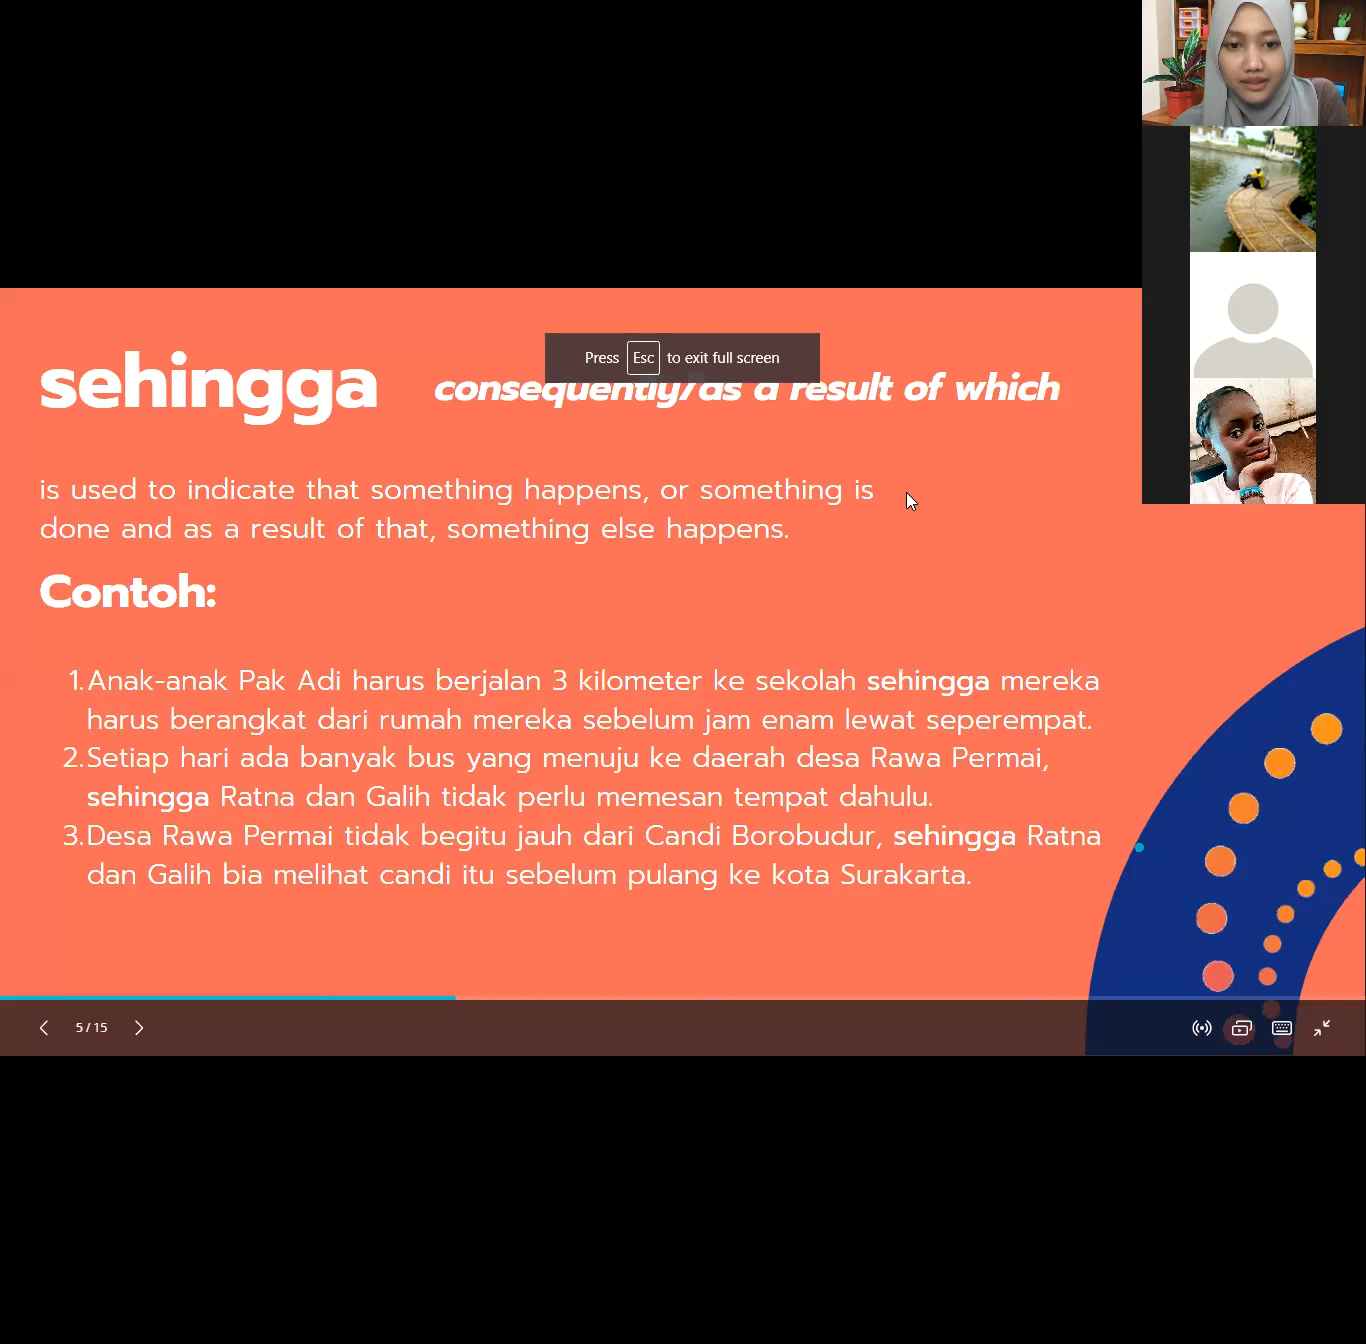 Press Esc to exit full screen
sehingga
consequently/as a result of which
is used to indicate that something happens, or something is
done and as a result of that, something else happens.
Contoh:
1.Anak-anak Pak Adi harus berjalan 3 kilometer ke sekolah sehingga mereka
harus berangkat dari rumah mereka sebelum jam enam lewat seperempat.
2.Setiap hari ada banyak bus yang menuju ke daerah desa Rawa Permai,
sehingga Ratna dan Galih tidak perlu memesan tempat dahulu.
3.Desa Rawa Permai tidak begitu jauh dari Candi Borobudur, sehingga Ratna
dan Galih bia melihat candi itu sebelum pulang ke kota Surakarta.
5/15